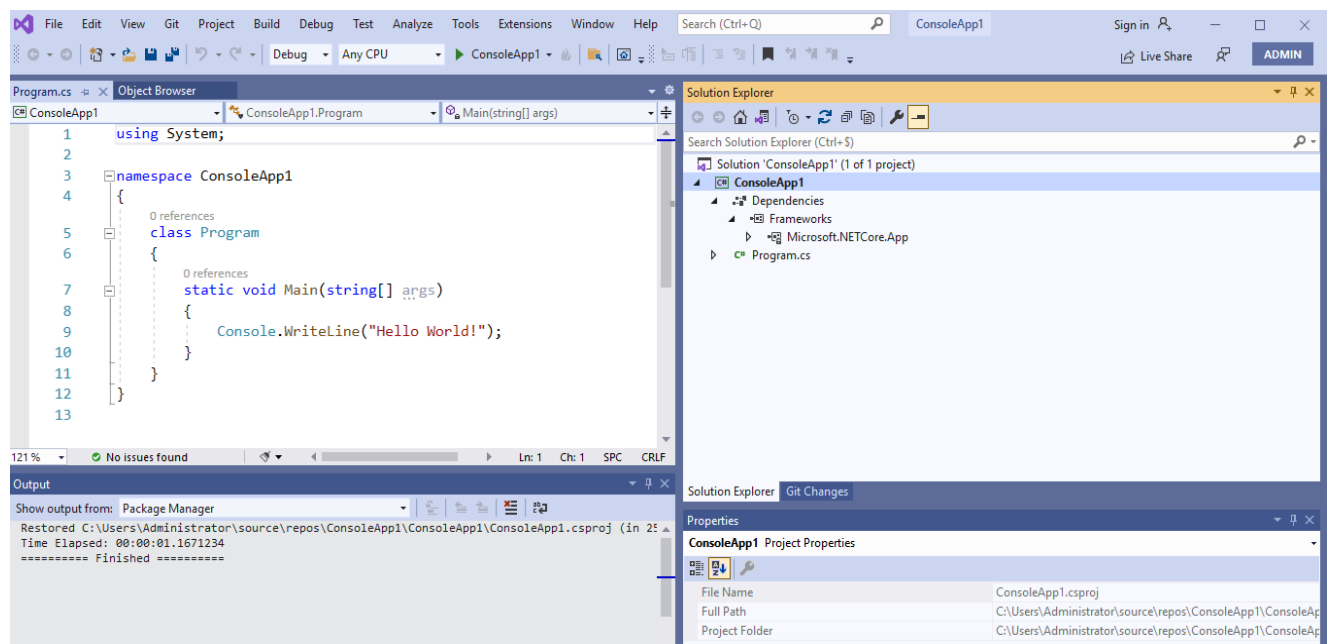 File Edit View Git Project Build Debug Test Analyze Tools Extensions Window Help Search (Ctrl+Q) ConsoleApp1 Sign in
Debug Any CPU ConsoleApp1 Live Share ADMIN
Program.cs Object Browser
ConsoleApp1 ConsoleApp1.Program Main(string[] args)
1 using System;
2
3 namespace ConsoleApp1
4 {
0 references
5 class Program
6 {
0 references
7 static void Main(string[] args)
8 {
9 Console.WriteLine("Hello World!");
10 }
11 }
12 }
13
121 % No issues found Ln: 1 Ch: 1 SPC CRLF
Output
Show output from: Package Manager
Restored C:\Users\Administrator\source\repos\ConsoleApp1\ConsoleApp1\ConsoleApp1.csproj (in 25
Time Elapsed: 00:00:01.1671234
========== Finished ==========
Solution Explorer
Search Solution Explorer (Ctrl+$)
Solution 'ConsoleApp1' (1 of 1 project)
C# ConsoleApp1
Dependencies
Frameworks
Microsoft.NETCore.App
C# Program.cs
Solution Explorer Git Changes
Properties
ConsoleApp1 Project Properties
File Name ConsoleApp1.csproj
Full Path C:\Users\Administrator\source\repos\ConsoleApp1\ConsoleAp
Project Folder C:\Users\Administrator\source\repos\ConsoleApp1\ConsoleAp